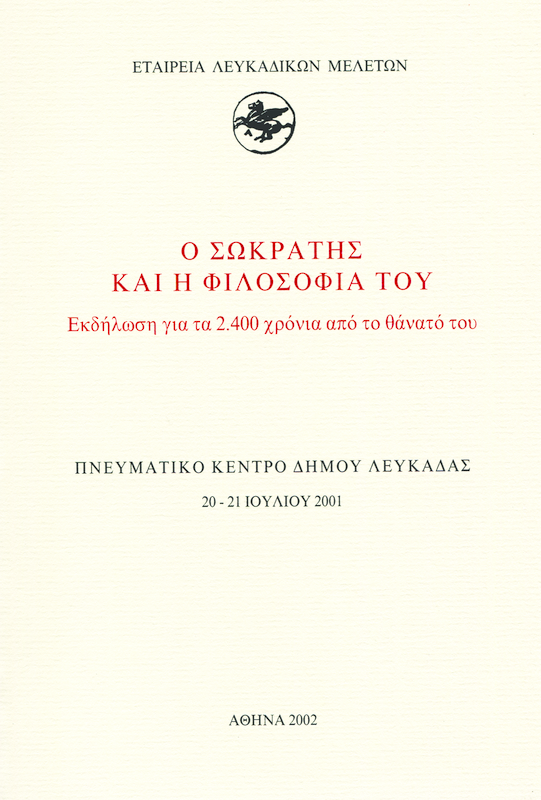 ΕΤΑΙΡΕΙΑ ΛΕΥΚΑΔΙΚΩΝ ΜΕΛΕΤΩΝ
Λ
Ο ΣΩΚΡΑΤΗΣ
ΚΑΙ Η ΦΙΛΟΣΟΦΙΑ ΤΟΥ
Εκδήλωση για τα 2.400 χρόνια από το θάνατό του
ΠΝΕΥΜΑΤΙΚΟ ΚΕΝΤΡΟ ΔΗΜΟΥ ΛΕΥΚΑΔΑΣ
20 - 21 ΙΟΥΛΙΟΥ 2001
ΑΘΗΝΑ 2002